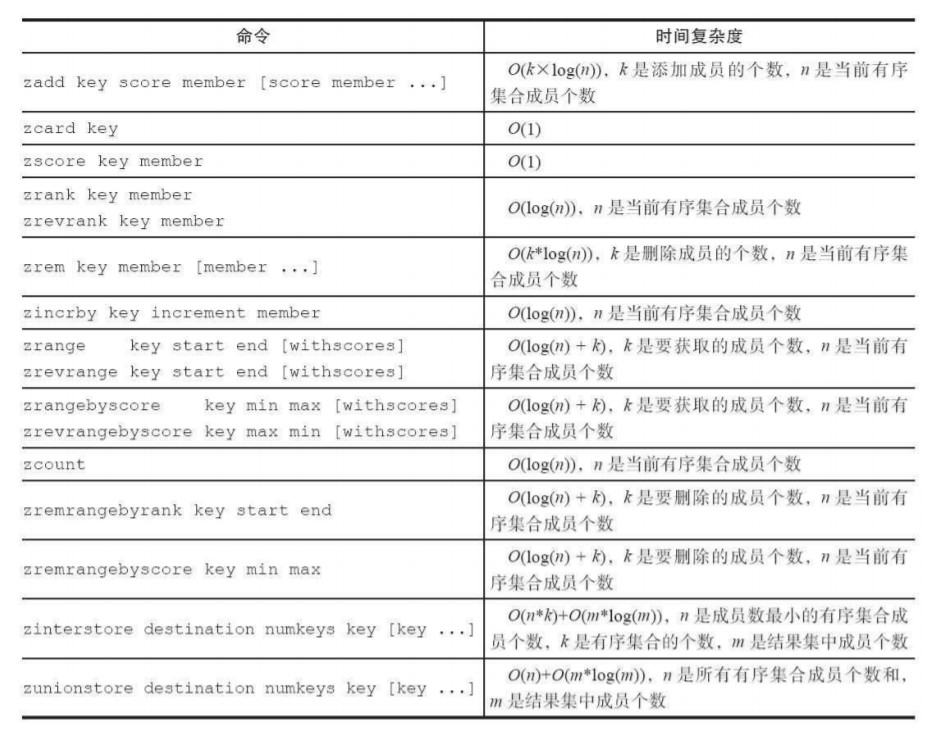 命令 时间复杂度
zadd key score member [score member ...] O(k×log(n)),k 是添加成员的个数,n 是当前有序
集合成员个数
zcard key O(1)
zscore key member O(1)
zrank key member
zrevrank key member
O(log(n)),n 是当前有序集合成员个数
zrem key member [member ...] O(k*log(n)),k 是删除成员的个数,n 是当前有序集
合成员个数
zincrby key increment member O(log(n)),n 是当前有序集合成员个数
zrange key start end [withscores]
zrevrange key start end [withscores]
O(log(n) + k),k 是要获取的成员个数,n 是当前有
序集合成员个数
zrangebyscore key min max [withscores]
zrevrangebyscore key max min [withscores]
O(log(n) + k),k 是要获取的成员个数,n 是当前有
序集合成员个数
zcount O(log(n)),n 是当前有序集合成员个数
zremrangebyrank key start end O(log(n) + k),k 是要删除的成员个数,n 是当前有
序集合成员个数
zremrangebyscore key min max O(log(n) + k),k 是要删除的成员个数,n 是当前有
序集合成员个数
zinterstore destination numkeys key [key ...] O(n*k)+O(m*log(m)),n 是成员数最小的有序集合成
员个数,k 是有序集合的个数,m 是结果集中成员个数
zunionstore destination numkeys key [key ...] O(n)+O(m*log(m)),n 是所有有序集合成员个数和,
m 是结果集中成员个数